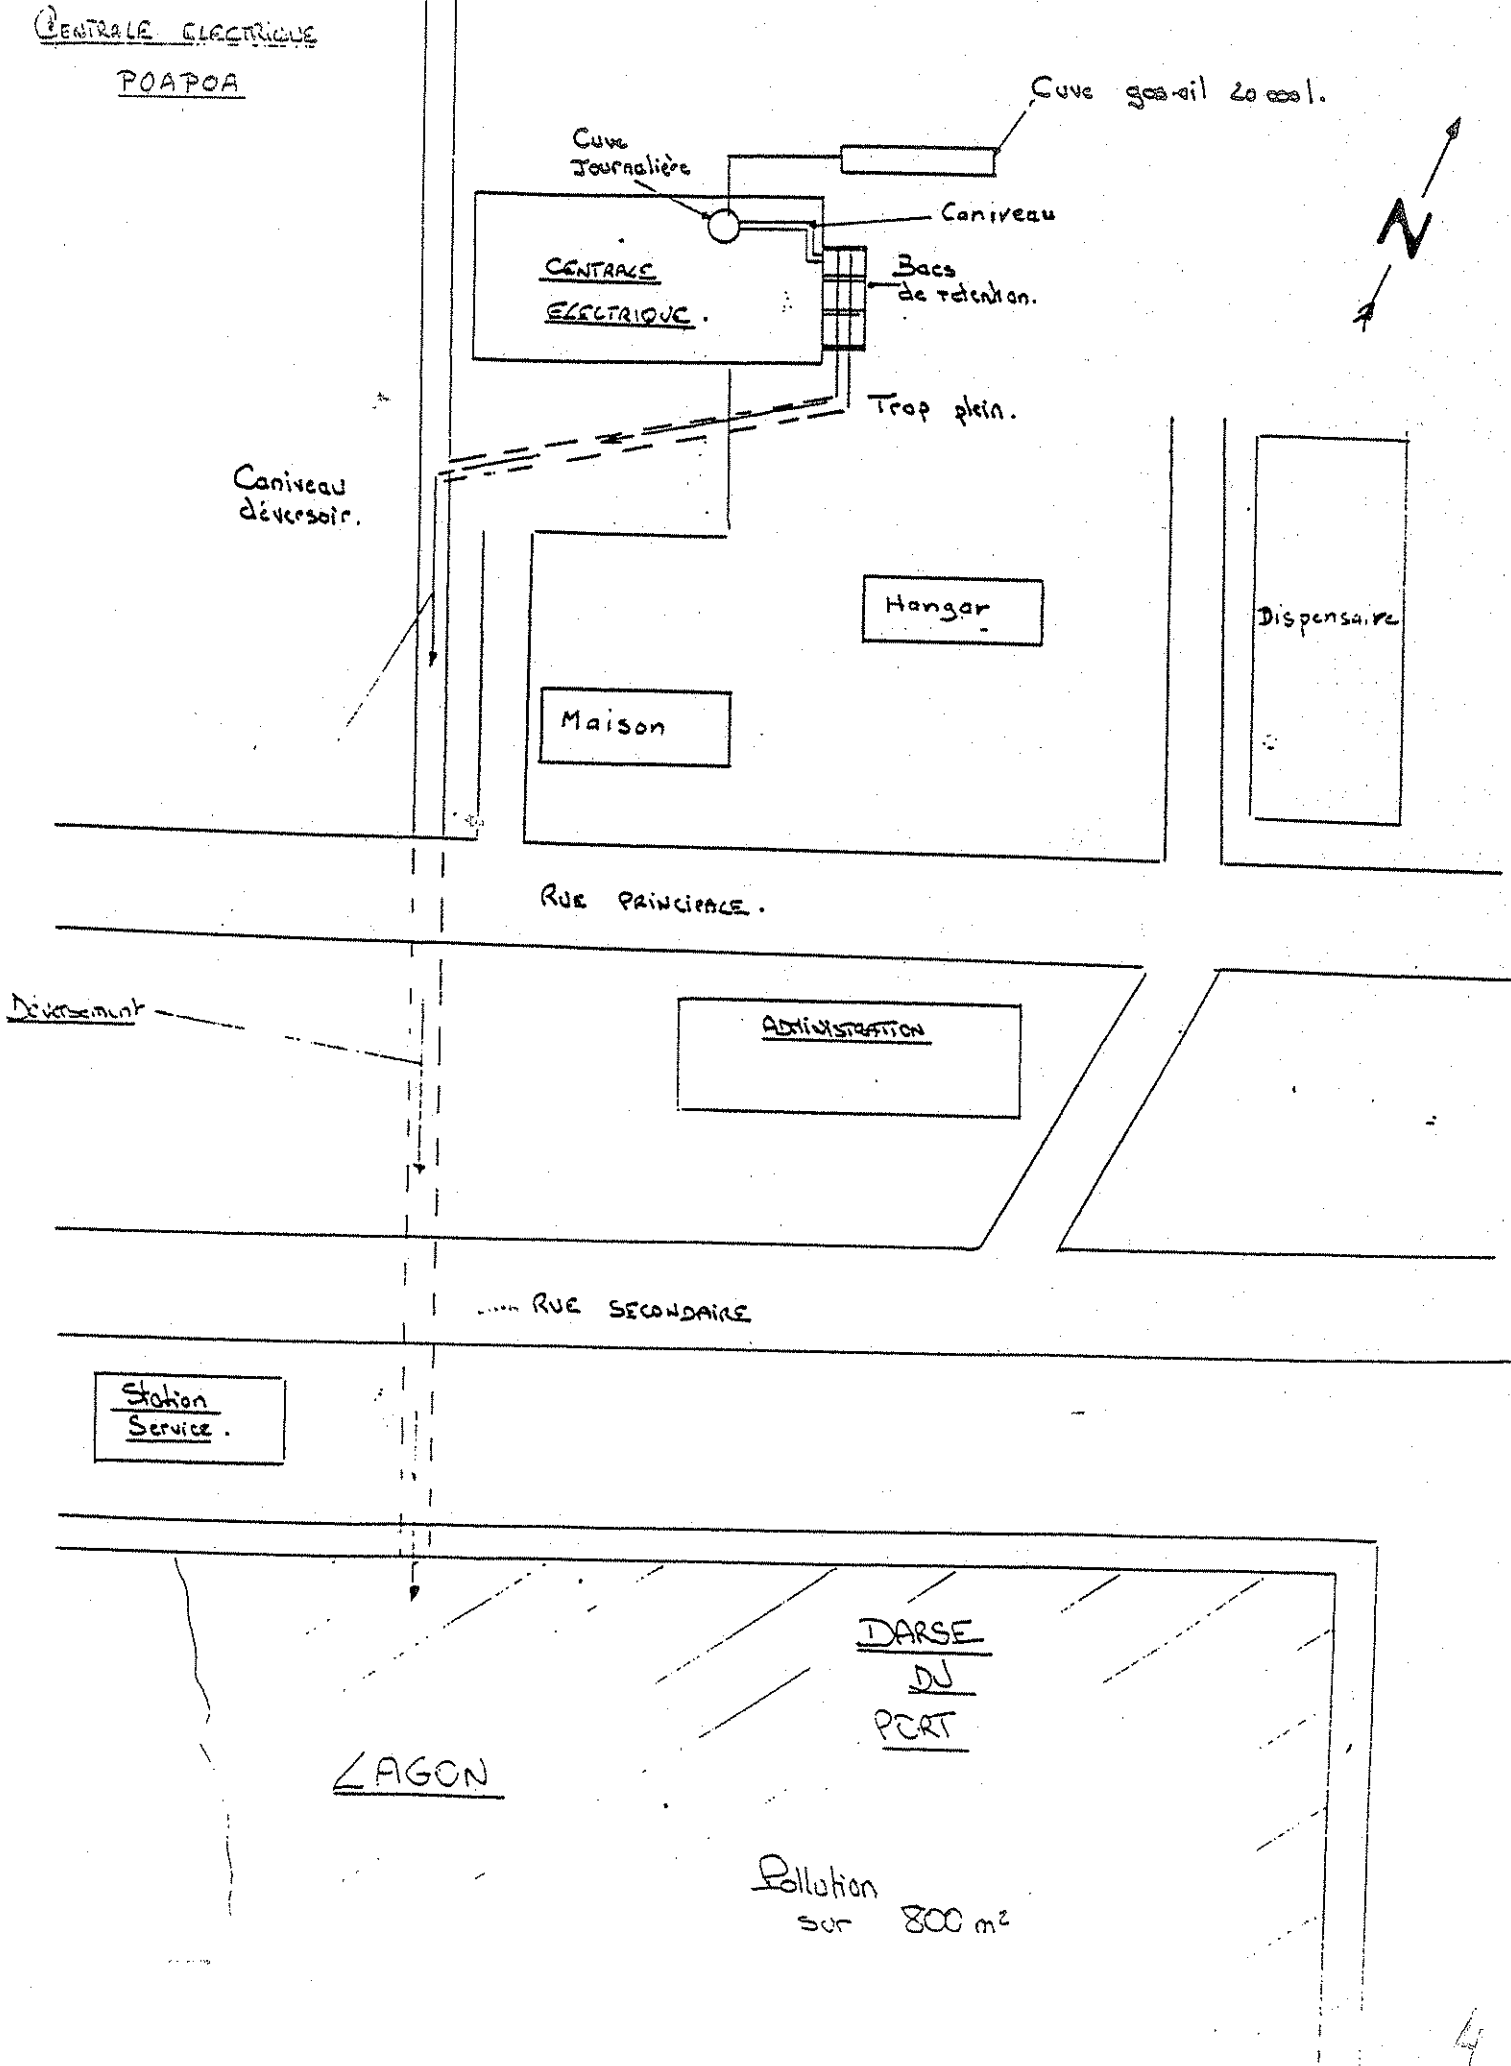 CENTRALE ELECTRIQUE
POAPOA
Cuve gas-oil 20 000 l.
Cuve
Journalière
Caniveau
N
CENTRALE
ELECTRIQUE.
Bacs
de retention.
Trop plein.
Caniveau
déversoir.
Hangar
Dispensaire
Maison
RUE PRINCIPALE.
Déversement
ADMINISTRATION
RUE SECONDAIRE
Station
Service.
DARSE
DU
PORT
LAGON
Pollution
sur 800 m²
4